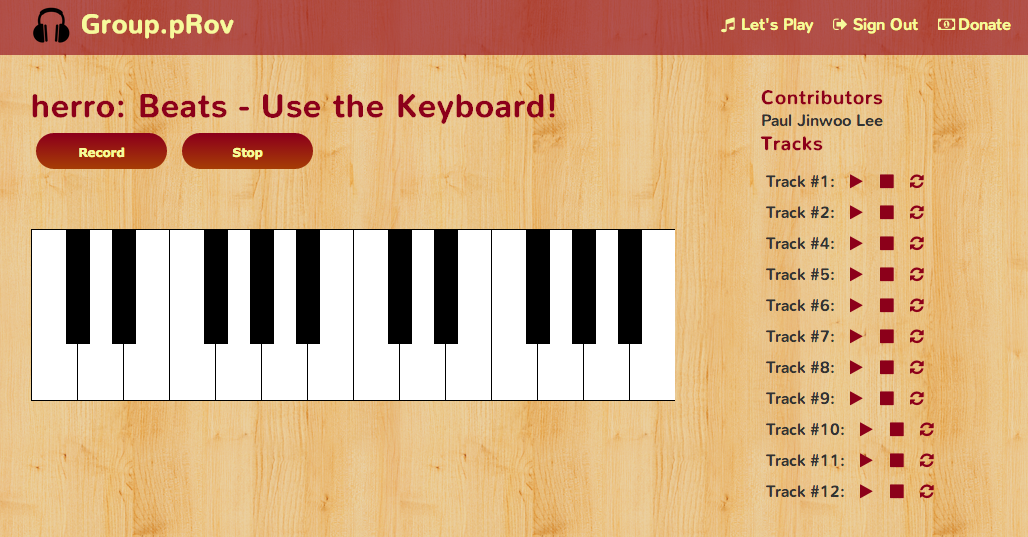 Group.pRov
Let's Play
Sign Out
Donate
herro: Beats - Use the Keyboard!
Record
Stop
Contributors
Paul Jinwoo Lee
Tracks
Track #1:
Track #2:
Track #4:
Track #5:
Track #6:
Track #7:
Track #8:
Track #9:
Track #10:
Track #11:
Track #12: